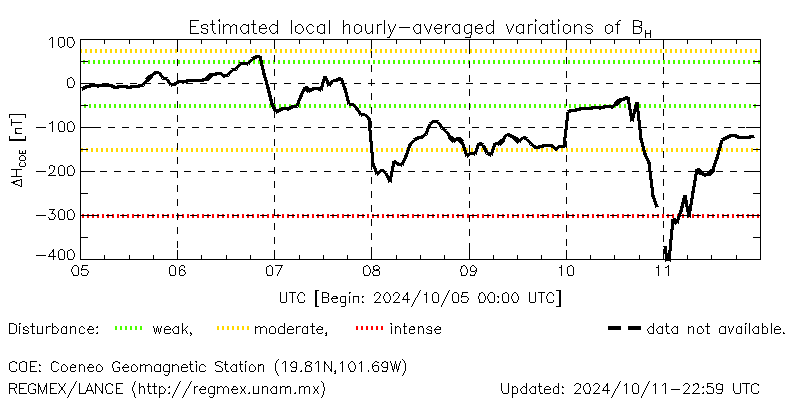 Estimated local hourly-averaged variations of B_H
100
0
-100
-200
-300
-400
ΔH_COE [nT]
05 06 07 08 09 10 11
UTC [Begin: 2024/10/05 00:00 UTC]
Disturbance: weak, moderate, intense data not available.
COE: Coeneo Geomagnetic Station (19.81N,101.69W)
REGMEX/LANCE (http://regmex.unam.mx) Updated: 2024/10/11-22:59 UTC